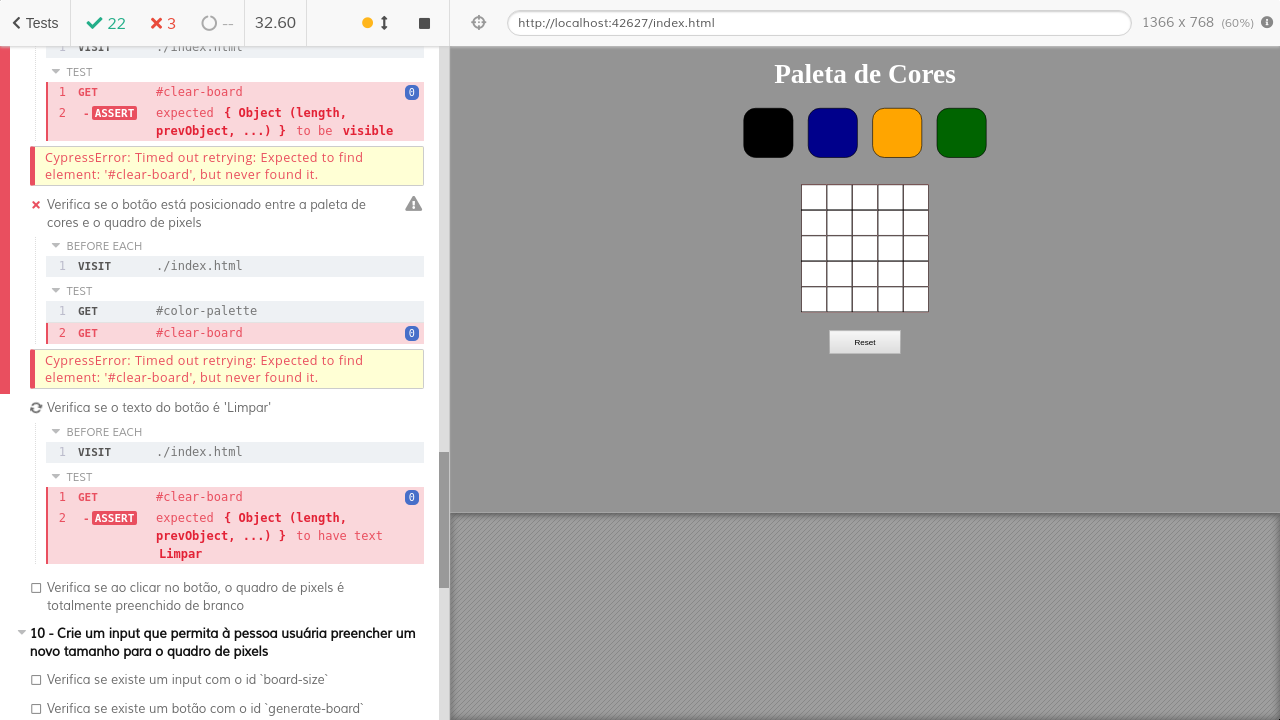 Tests
22
3
--
32.60
http://localhost:42627/index.html
1366 x 768 (60%)
1 VISIT ./index.html
TEST
1 GET #clear-board 0
2 -ASSERT expected { Object (length,
prevObject, ...) } to be visible
CypressError: Timed out retrying: Expected to find
element: '#clear-board', but never found it.
Verifica se o botão está posicionado entre a paleta de
cores e o quadro de pixels
BEFORE EACH
1 VISIT ./index.html
TEST
1 GET #color-palette
2 GET #clear-board 0
CypressError: Timed out retrying: Expected to find
element: '#clear-board', but never found it.
Verifica se o texto do botão é 'Limpar'
BEFORE EACH
1 VISIT ./index.html
TEST
1 GET #clear-board 0
2 -ASSERT expected { Object (length,
prevObject, ...) } to have text
Limpar
Verifica se ao clicar no botão, o quadro de pixels é
totalmente preenchido de branco
10 - Crie um input que permita à pessoa usuária preencher um
novo tamanho para o quadro de pixels
Verifica se existe um input com o id `board-size`
Verifica se existe um botão com o id `generate-board`
Paleta de Cores
Reset